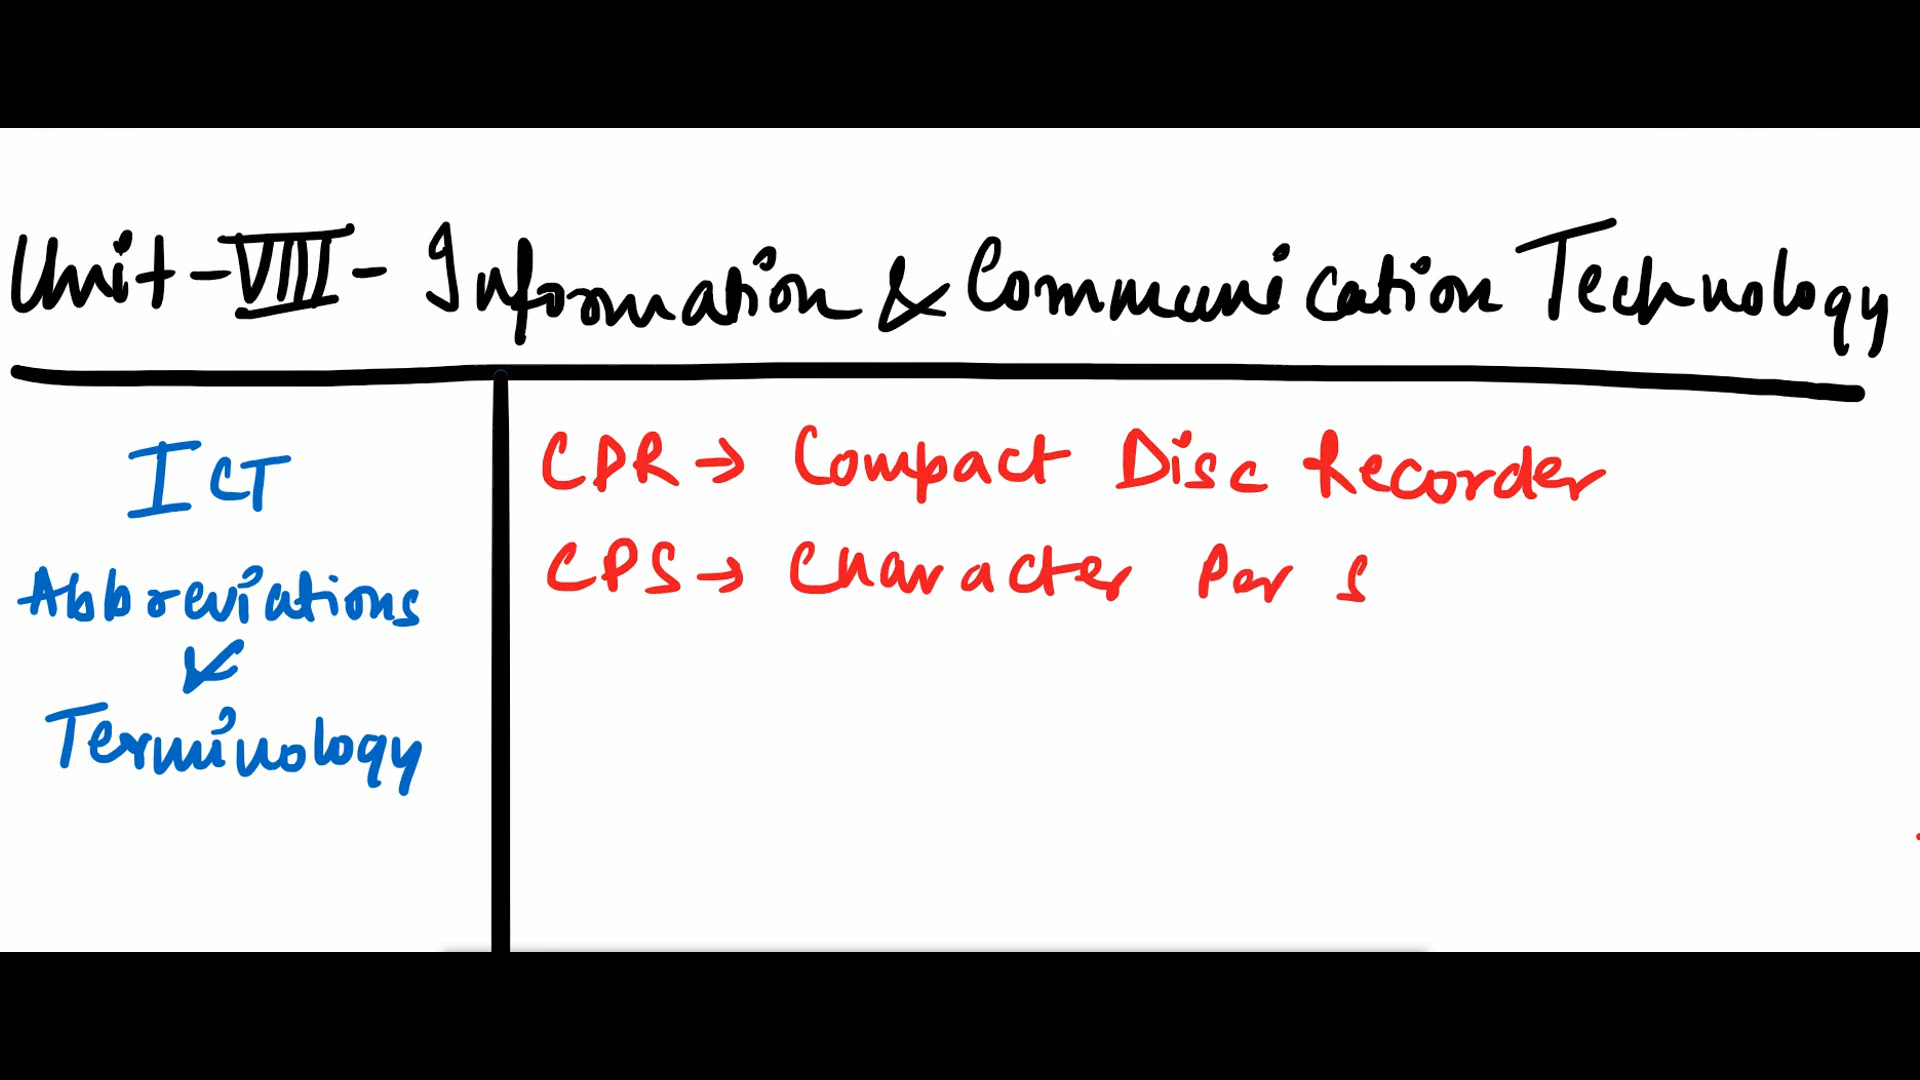 Unit-VIII- Information & Communication Technology
ICT
Abbreviations
&
Terminology
CDR → Compact Disc Recorder
CPS → Character Per S